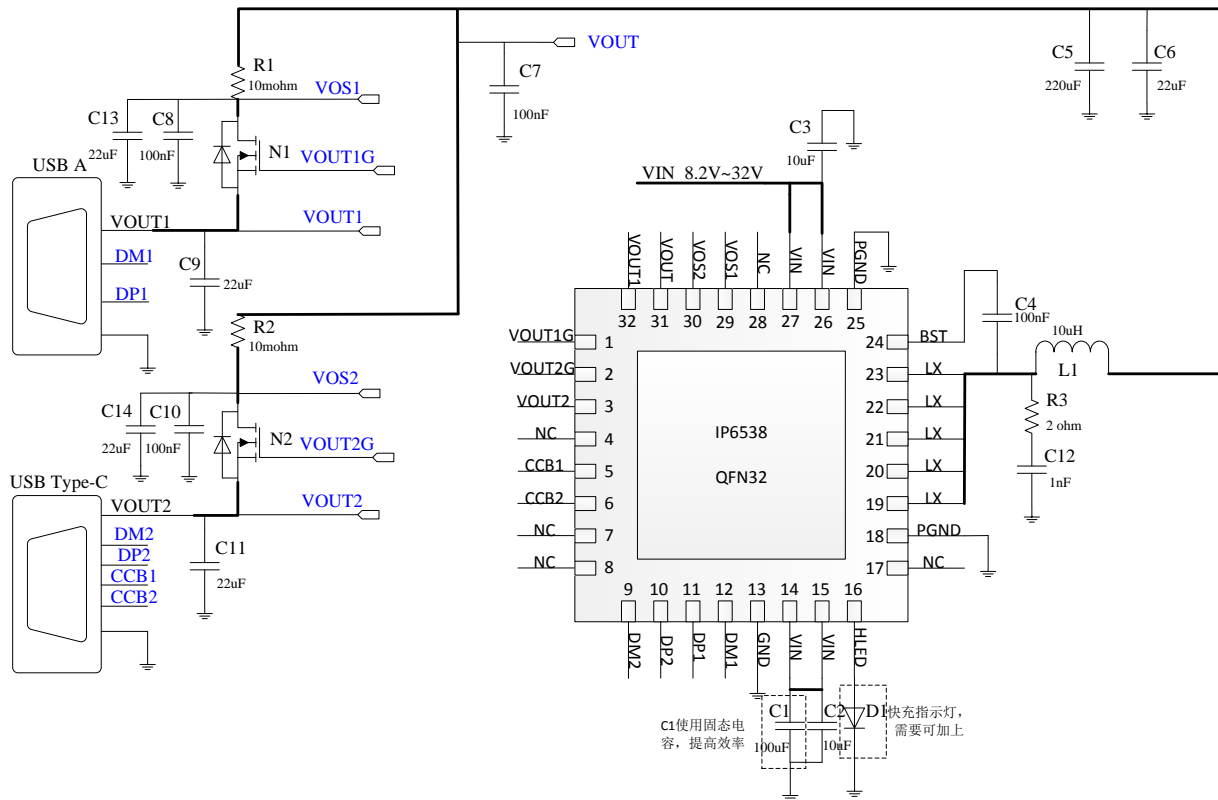 R1
10mohm
VOS1
C13
22uF
C8
100nF
N1
VOUT1G
USB A
VOUT1
VOUT1
DM1
DP1
C9
22uF
VOUT
C7
100nF
C5
220uF
C6
22uF
R2
10mohm
VOS2
C14
22uF
C10
100nF
N2
VOUT2G
USB Type-C
VOUT2
VOUT2
DM2
DP2
CCB1
CCB2
C11
22uF
C3
10uF
VIN 8.2V~32V
VOUT1
VOUT
VOS2
VOS1
NC
VIN
VIN
PGND
32
31
30
29
28
27
26
25
VOUT1G
1
VOUT2G
2
VOUT2
3
NC
4
CCB1
5
CCB2
6
NC
7
NC
8
IP6538
QFN32
24
BST
23
LX
22
LX
21
LX
20
LX
19
LX
18
PGND
17
NC
C4
100nF
10uH
L1
R3
2 ohm
C12
1nF
9
10
11
12
13
14
15
16
DM2
DP2
DP1
DM1
GND
VIN
VIN
HLED
C1使用固态电
容，提高效率
C1
100uF
C2
10uF
D1
快充指示灯，
需要可加上